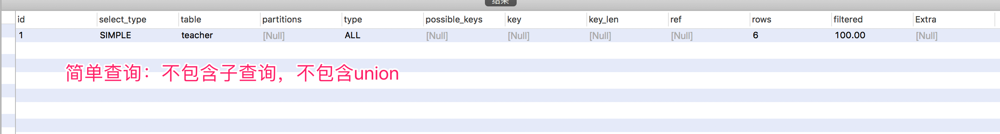 结果
id select_type table partitions type possible_keys key key_len ref rows filtered Extra
1 SIMPLE teacher [Null] ALL [Null] [Null] [Null] [Null] 6 100.00 [Null]
简单查询：不包含子查询，不包含union